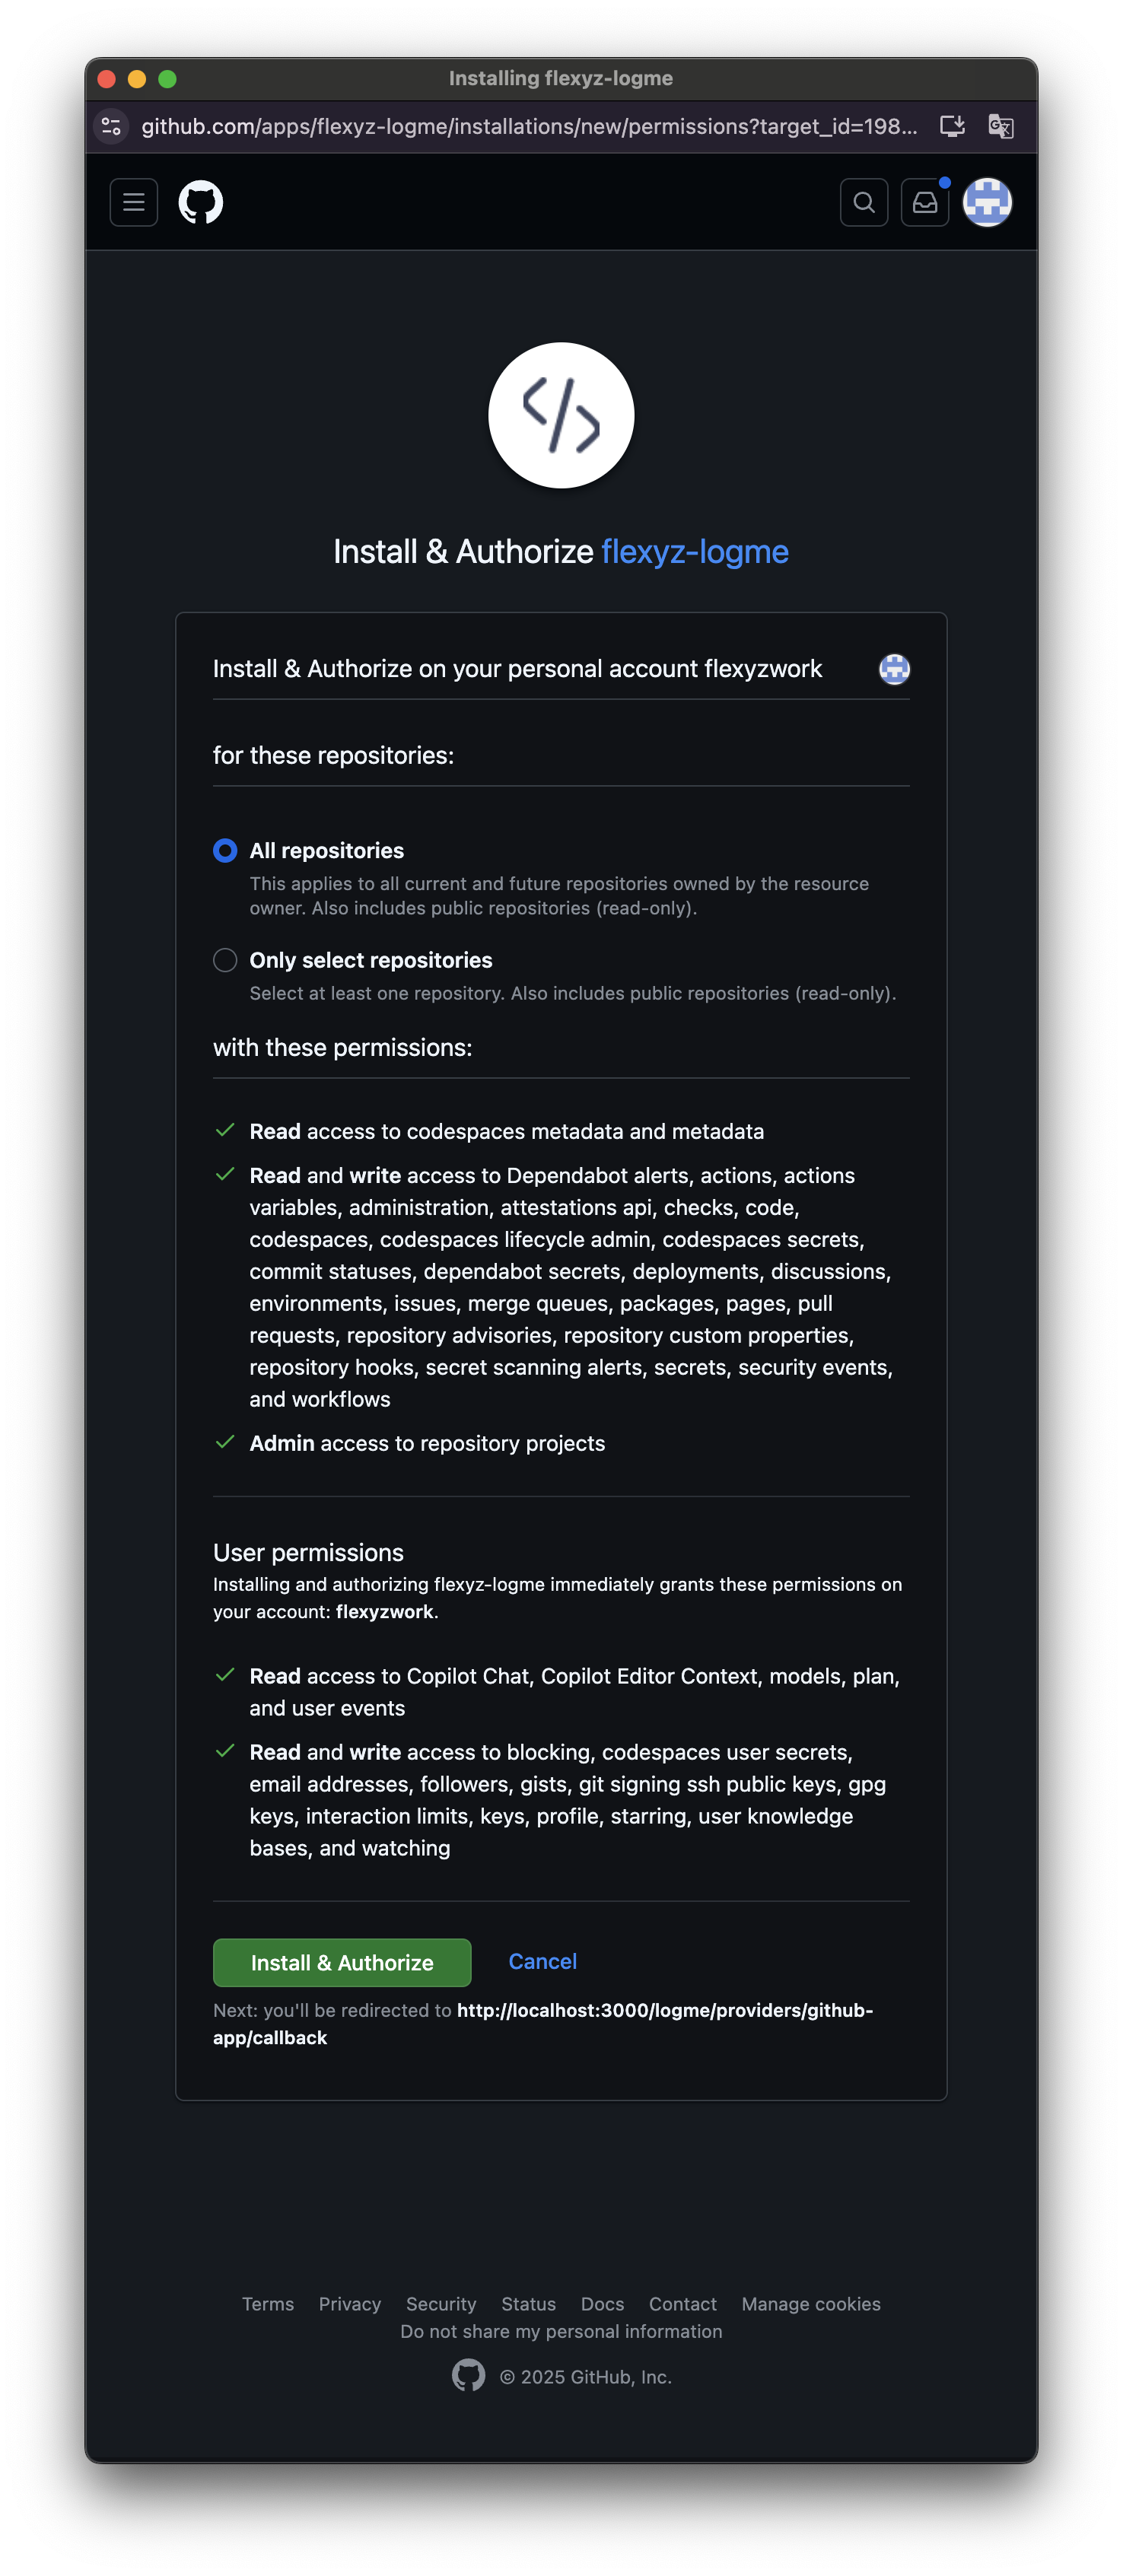 Installing flexyz-logme
github.com/apps/flexyz-logme/installations/new/permissions?target_id=198...
Install & Authorize flexyz-logme
Install & Authorize on your personal account flexyzwork
for these repositories:
All repositories
This applies to all current and future repositories owned by the resource
owner. Also includes public repositories (read-only).
Only select repositories
Select at least one repository. Also includes public repositories (read-only).
with these permissions:
Read access to codespaces metadata and metadata
Read and write access to Dependabot alerts, actions, actions
variables, administration, attestations api, checks, code,
codespaces, codespaces lifecycle admin, codespaces secrets,
commit statuses, dependabot secrets, deployments, discussions,
environments, issues, merge queues, packages, pages, pull
requests, repository advisories, repository custom properties,
repository hooks, secret scanning alerts, secrets, security events,
and workflows
Admin access to repository projects
User permissions
Installing and authorizing flexyz-logme immediately grants these permissions on
your account: flexyzwork.
Read access to Copilot Chat, Copilot Editor Context, models, plan,
and user events
Read and write access to blocking, codespaces user secrets,
email addresses, followers, gists, git signing ssh public keys, gpg
keys, interaction limits, keys, profile, starring, user knowledge
bases, and watching
Install & Authorize Cancel
Next: you'll be redirected to http://localhost:3000/logme/providers/github-
app/callback
Terms Privacy Security Status Docs Contact Manage cookies
Do not share my personal information
© 2025 GitHub, Inc.